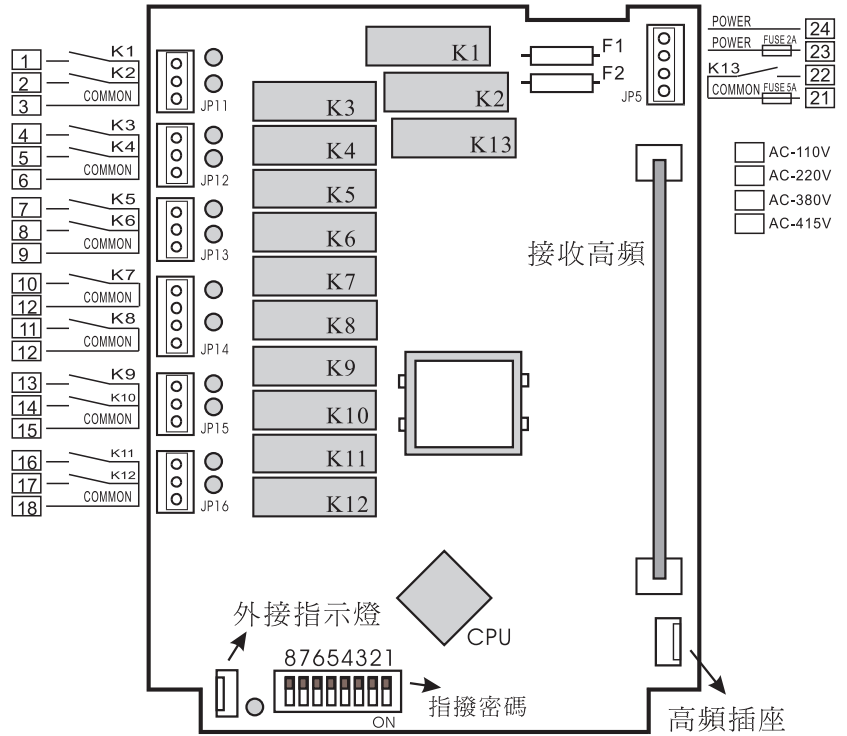 1 K1
2 K2
3 COMMON
JP11
4 K3
5 K4
6 COMMON
JP12
7 K5
8 K6
9 COMMON
JP13
10 K7
12 COMMON
11 K8
12 COMMON
JP14
13 K9
14 K10
15 COMMON
JP15
16 K11
17 K12
18 COMMON
JP16
K1
K2
K13
K3
K4
K5
K6
K7
K8
K9
K10
K11
K12
F1
F2
JP5
POWER 24
POWER FUSE 2A 23
K13 22
COMMON FUSE 5A 21
AC-110V
AC-220V
AC-380V
AC-415V
接收高頻
CPU
外接指示燈
87654321
ON
指撥密碼
高頻插座